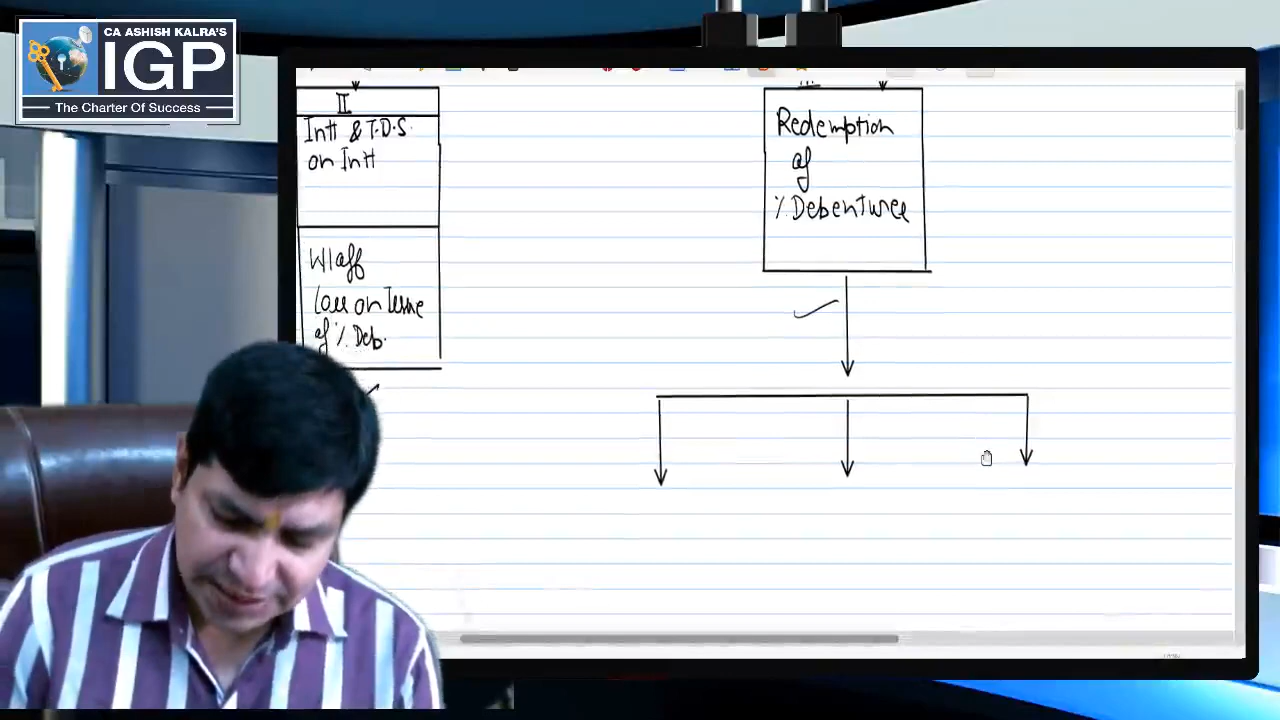 CA ASHISH KALRA'S
IGP
The Charter Of Success
II
Intt & T.D.S.
on Intt
W/off
Loss on Issue
of % Deb.
Redemption
of
% Debentures